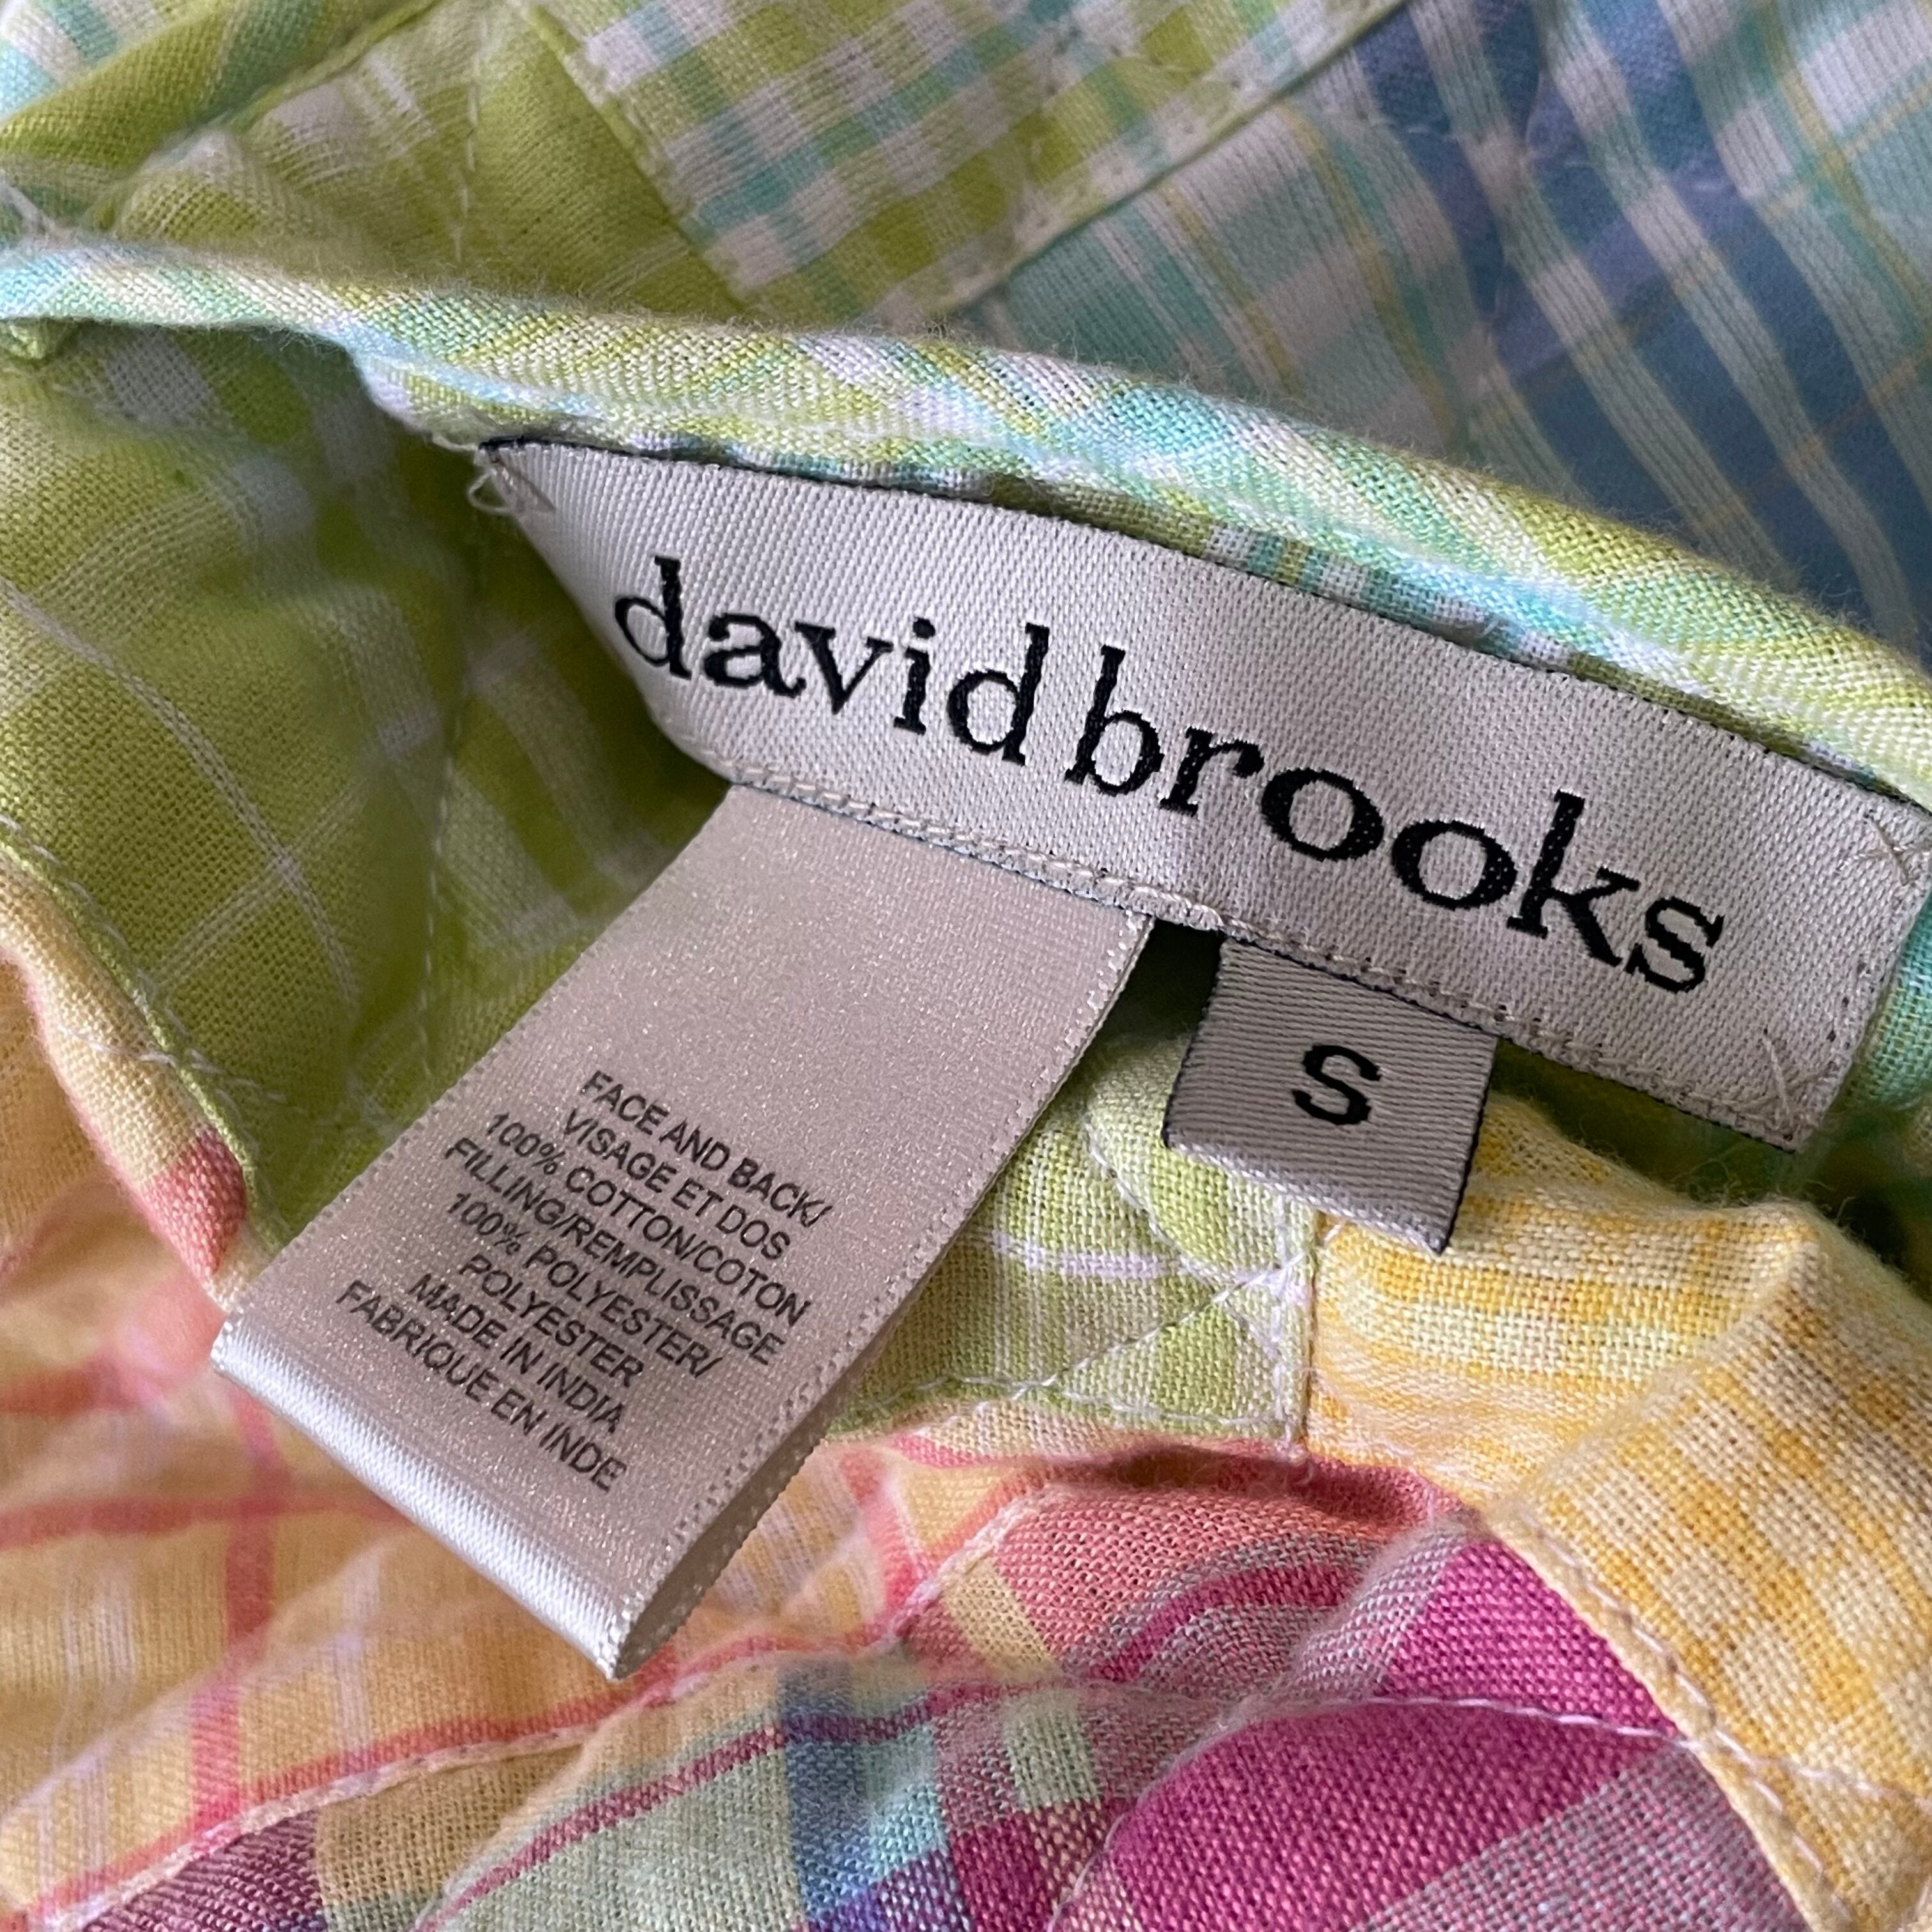 david brooks
S
FACE AND BACK/
VISAGE ET DOS
100% COTTON/COTON
FILLING/REMPLISSAGE
100% POLYESTER/
POLYESTER
MADE IN INDIA
FABRIQUE EN INDE